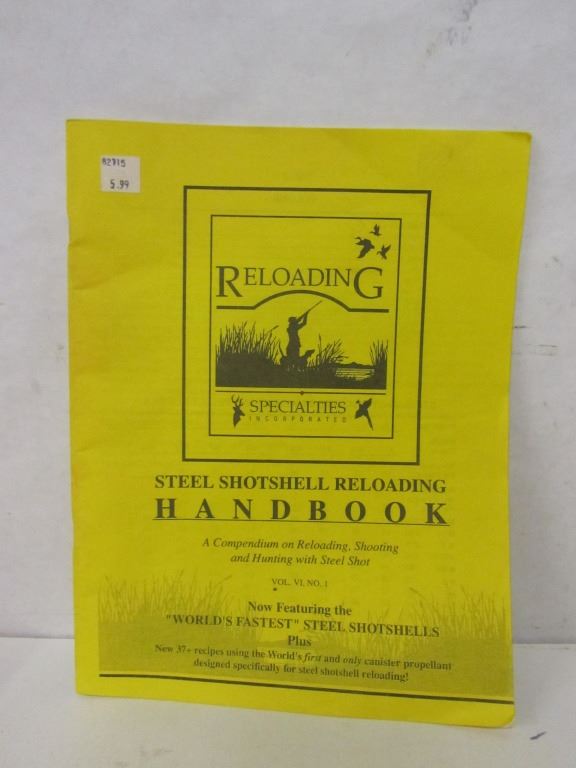 82715
5.99
RELOADING
SPECIALTIES
INCORPORATED
STEEL SHOTSHELL RELOADING
HANDBOOK
A Compendium on Reloading, Shooting
and Hunting with Steel Shot
VOL. VI, NO. 1
Now Featuring the
"WORLD'S FASTEST" STEEL SHOTSHELLS
Plus
New 37+ recipes using the World's first and only canister propellant
designed specifically for steel shotshell reloading!